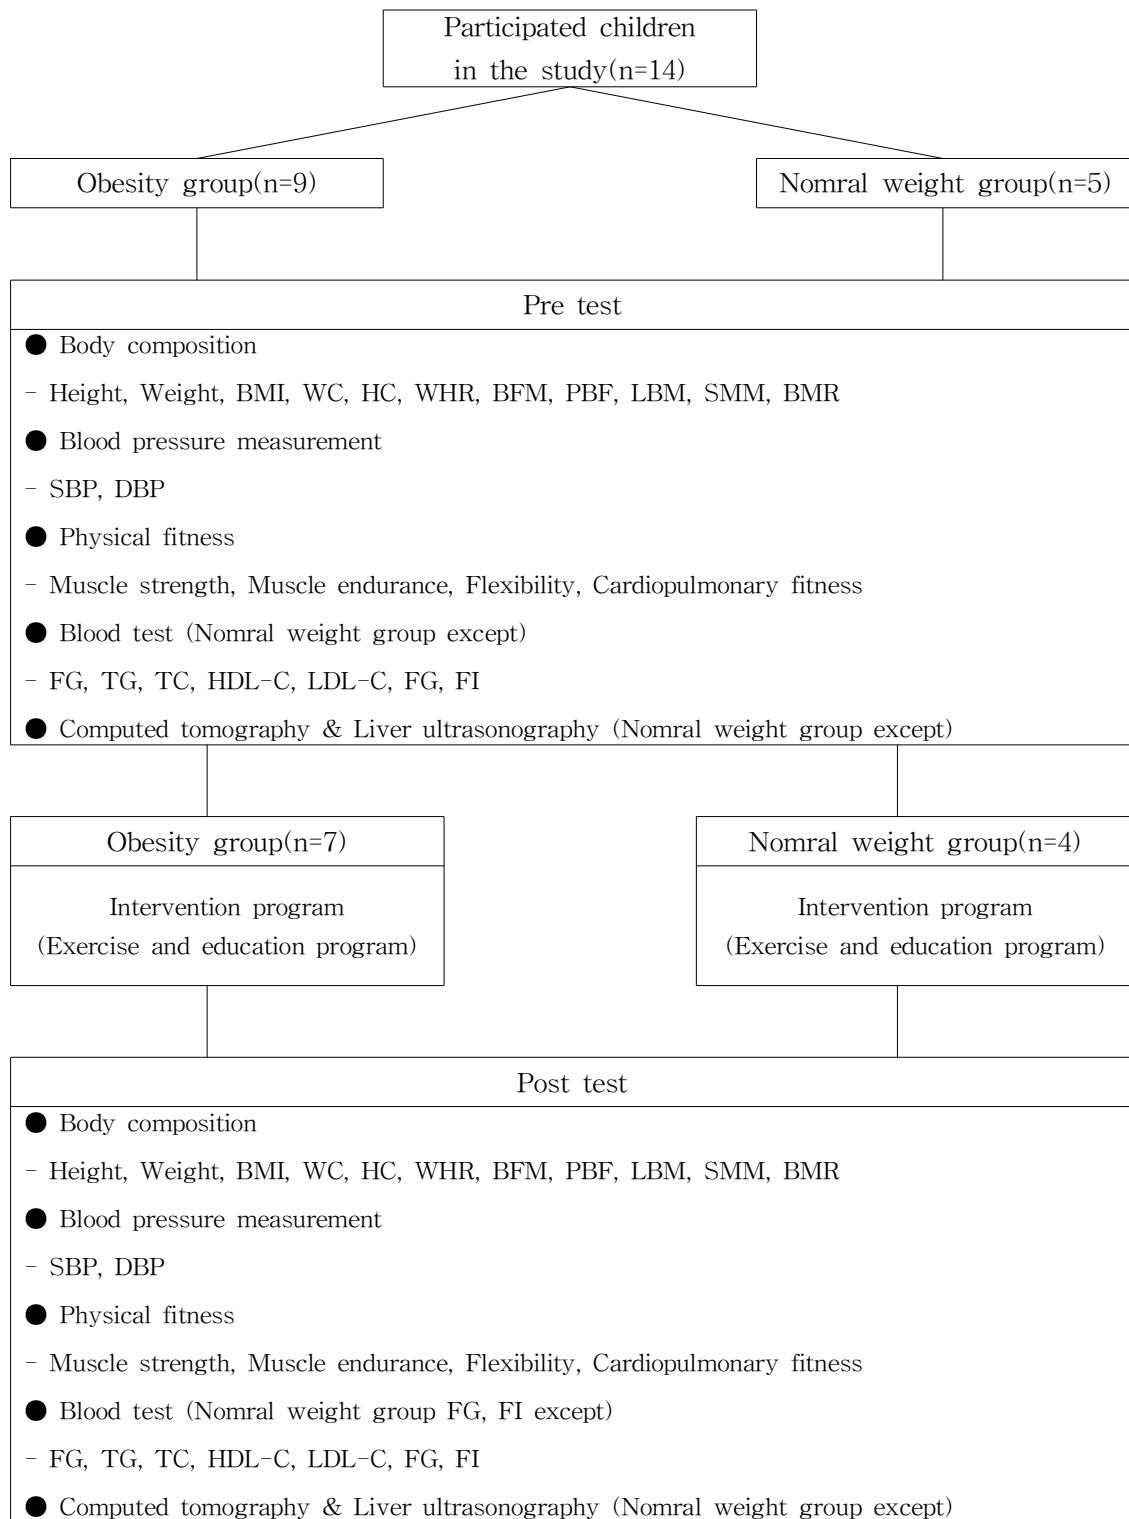 Participated children
in the study(n=14)
Obesity group(n=9)
Nomral weight group(n=5)
Pre test
● Body composition
- Height, Weight, BMI, WC, HC, WHR, BFM, PBF, LBM, SMM, BMR
● Blood pressure measurement
- SBP, DBP
● Physical fitness
- Muscle strength, Muscle endurance, Flexibility, Cardiopulmonary fitness
● Blood test (Nomral weight group except)
- FG, TG, TC, HDL-C, LDL-C, FG, FI
● Computed tomography & Liver ultrasonography (Nomral weight group except)
Obesity group(n=7)
Intervention program
(Exercise and education program)
Nomral weight group(n=4)
Intervention program
(Exercise and education program)
Post test
● Body composition
- Height, Weight, BMI, WC, HC, WHR, BFM, PBF, LBM, SMM, BMR
● Blood pressure measurement
- SBP, DBP
● Physical fitness
- Muscle strength, Muscle endurance, Flexibility, Cardiopulmonary fitness
● Blood test (Nomral weight group FG, FI except)
- FG, TG, TC, HDL-C, LDL-C, FG, FI
● Computed tomography & Liver ultrasonography (Nomral weight group except)